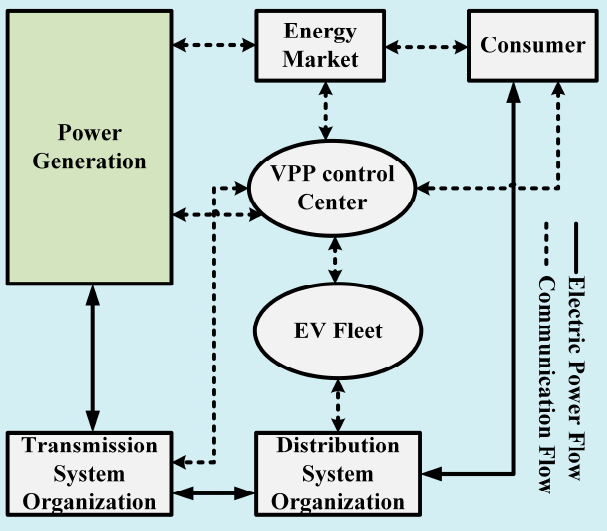 Energy
Market
Consumer
Power
Generation
VPP control
Center
EV Fleet
Electric Power Flow
Communication Flow
Transmission
System
Organization
Distribution
System
Organization